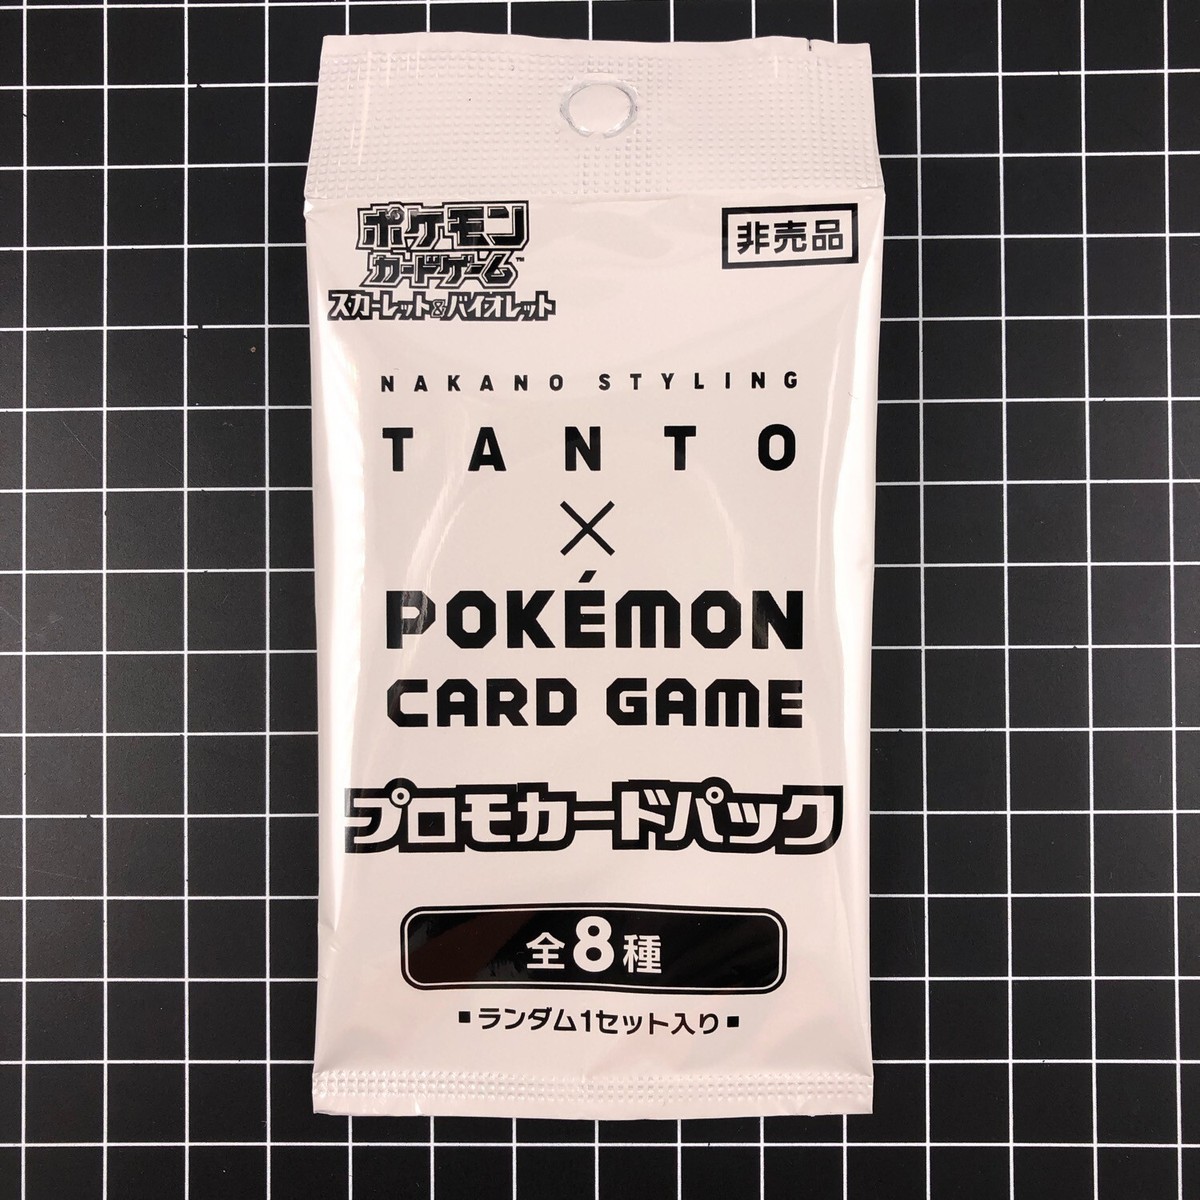 ポケモン
カードゲーム™
スカーレット&バイオレット
非売品
NAKANO STYLING
TANTO
×
POKÉMON
CARD GAME
プロモカードパック
全8種
■ランダム1セット入り■